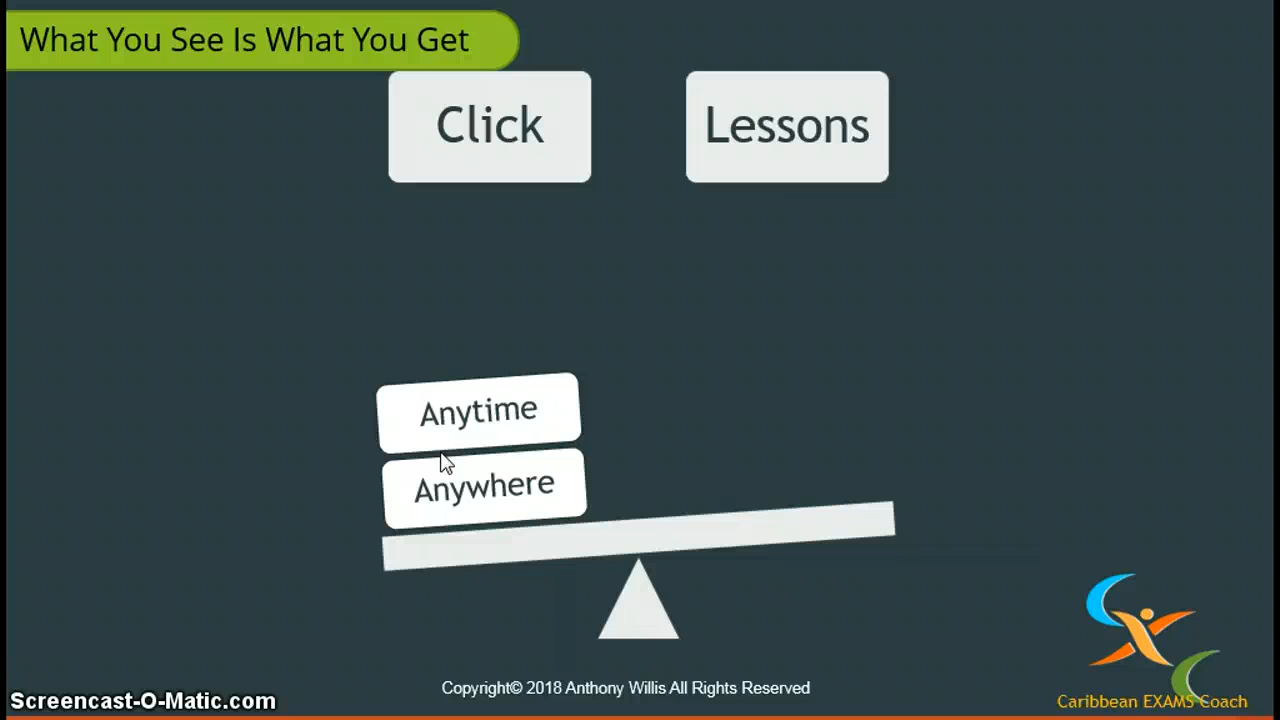 What You See Is What You Get
Click
Lessons
Anytime
Anywhere
Copyright© 2018 Anthony Willis All Rights Reserved
Screencast-O-Matic.com
Caribbean EXAMS Coach